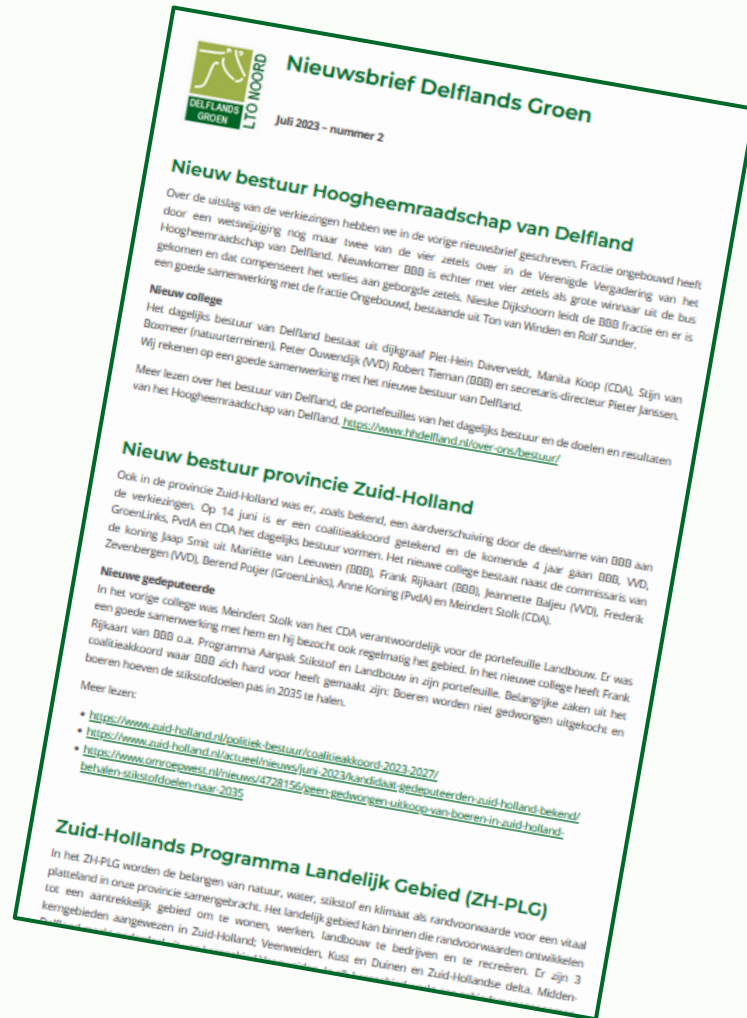 DELFLANDS
GROEN
LTO NOORD
Nieuwsbrief Delflands Groen
Juli 2023 – nummer 2
Nieuw bestuur Hoogheemraadschap van Delfland
Over de uitslag van de verkiezingen hebben we in de vorige nieuwsbrief geschreven. Fractie ongebouwd heeft
door een wetswijziging nog maar twee van de vier zetels over in de Verenigde Vergadering van het
Hoogheemraadschap van Delfland. Nieuwkomer BBB is echter met vier zetels als grote winnaar uit de bus
gekomen en dat compenseert het verlies aan geborgde zetels. Nieske Dijkshoorn leidt de BBB fractie en er is
een goede samenwerking met de fractie Ongebouwd, bestaande uit Ton van Winden en Rolf Sunder.
Nieuw college
Het dagelijks bestuur van Delfland bestaat uit dijkgraaf Piet-Hein Daverveldt, Manita Koop (CDA), Stijn van
Boxmeer (natuurterreinen), Peter Ouwendijk (VVD) Robert Tieman (BBB) en secretaris-directeur Pieter Janssen.
Wij rekenen op een goede samenwerking met het nieuwe bestuur van Delfland.
Meer lezen over het bestuur van Delfland, de portefeuilles van het dagelijks bestuur en de doelen en resultaten
van het Hoogheemraadschap van Delfland. https://www.hhdelfland.nl/over-ons/bestuur/
Nieuw bestuur provincie Zuid-Holland
Ook in de provincie Zuid-Holland was er, zoals bekend, een aardverschuiving door de deelname van BBB aan
de verkiezingen. Op 14 juni is er een coalitieakkoord getekend en de komende 4 jaar gaan BBB, VVD,
GroenLinks, PvdA en CDA het dagelijks bestuur vormen. Het nieuwe college bestaat naast de commissaris van
de koning Jaap Smit uit Mariëtte van Leeuwen (BBB), Frank Rijkaart (BBB), Jeannette Baljeu (VVD), Frederik
Zevenbergen (VVD), Berend Potjer (GroenLinks), Anne Koning (PvdA) en Meindert Stolk (CDA).
Nieuwe gedeputeerde
In het vorige college was Meindert Stolk van het CDA verantwoordelijk voor de portefeuille Landbouw. Er was
een goede samenwerking met hem en hij bezocht ook regelmatig het gebied. In het nieuwe college heeft Frank
Rijkaart van BBB o.a. Programma Aanpak Stikstof en Landbouw in zijn portefeuille. Belangrijke zaken uit het
coalitieakkoord waar BBB zich hard voor heeft gemaakt zijn: Boeren worden niet gedwongen uitgekocht en
boeren hoeven de stikstofdoelen pas in 2035 te halen.
Meer lezen:
• https://www.zuid-holland.nl/politiek-bestuur/coalitieakkoord-2023-2027/
• https://www.zuid-holland.nl/actueel/nieuws/juni-2023/kandidaat-gedeputeerden-zuid-holland-bekend/
• https://www.omroepwest.nl/nieuws/4728156/geen-gedwongen-uitkoop-van-boeren-in-zuid-holland-
behalen-stikstofdoelen-naar-2035
Zuid-Hollands Programma Landelijk Gebied (ZH-PLG)
In het ZH-PLG worden de belangen van natuur, water, stikstof en klimaat als randvoorwaarde voor een vitaal
platteland in onze provincie samengebracht. Het landelijk gebied kan binnen die randvoorwaarden ontwikkelen
tot een aantrekkelijk gebied om te wonen, werken, landbouw te bedrijven en te recreëren. Er zijn 3
kerngebieden aangewezen in Zuid-Holland; Veenweiden, Kust en Duinen en Zuid-Hollandse delta. Midden-